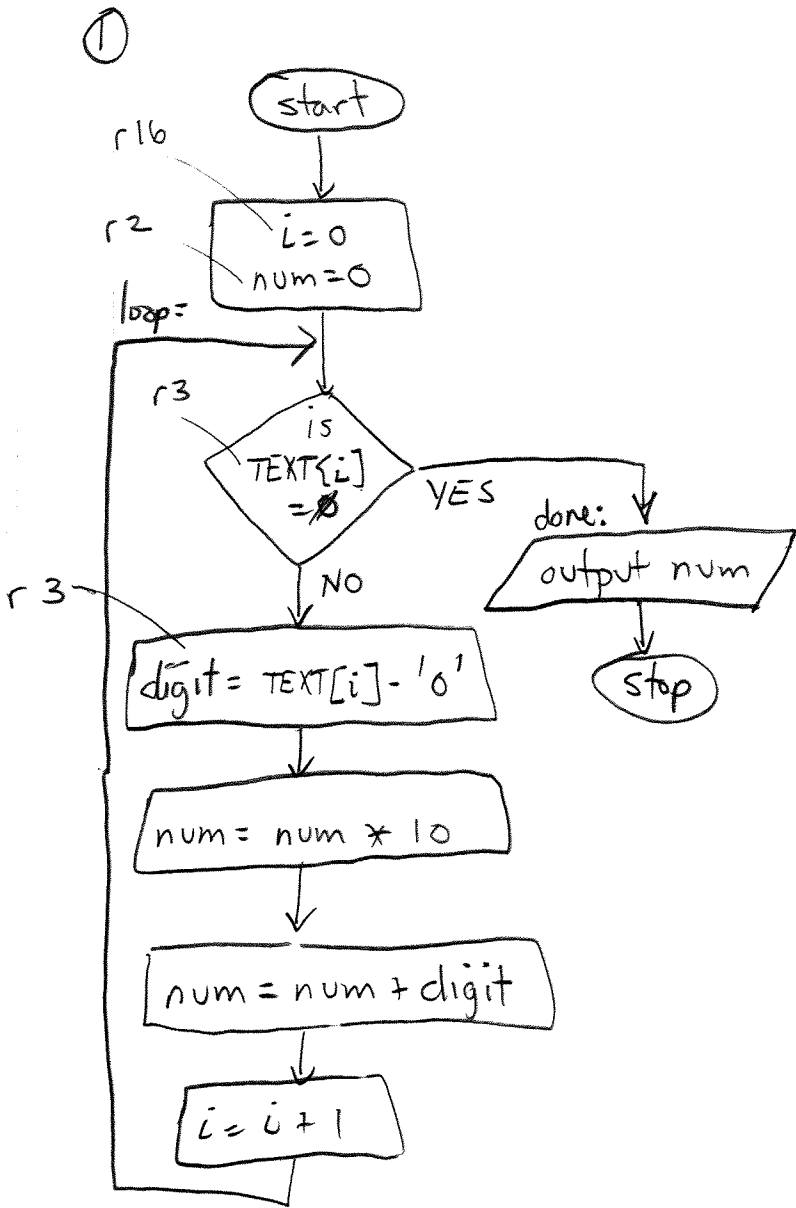 1
start
r16
i=0
r2
num=0
loop:
r3
is
TEXT[i]
=0
YES
done:
output num
NO
r 3
digit = TEXT[i] - '0'
stop
num = num * 10
num = num + digit
i = i + 1